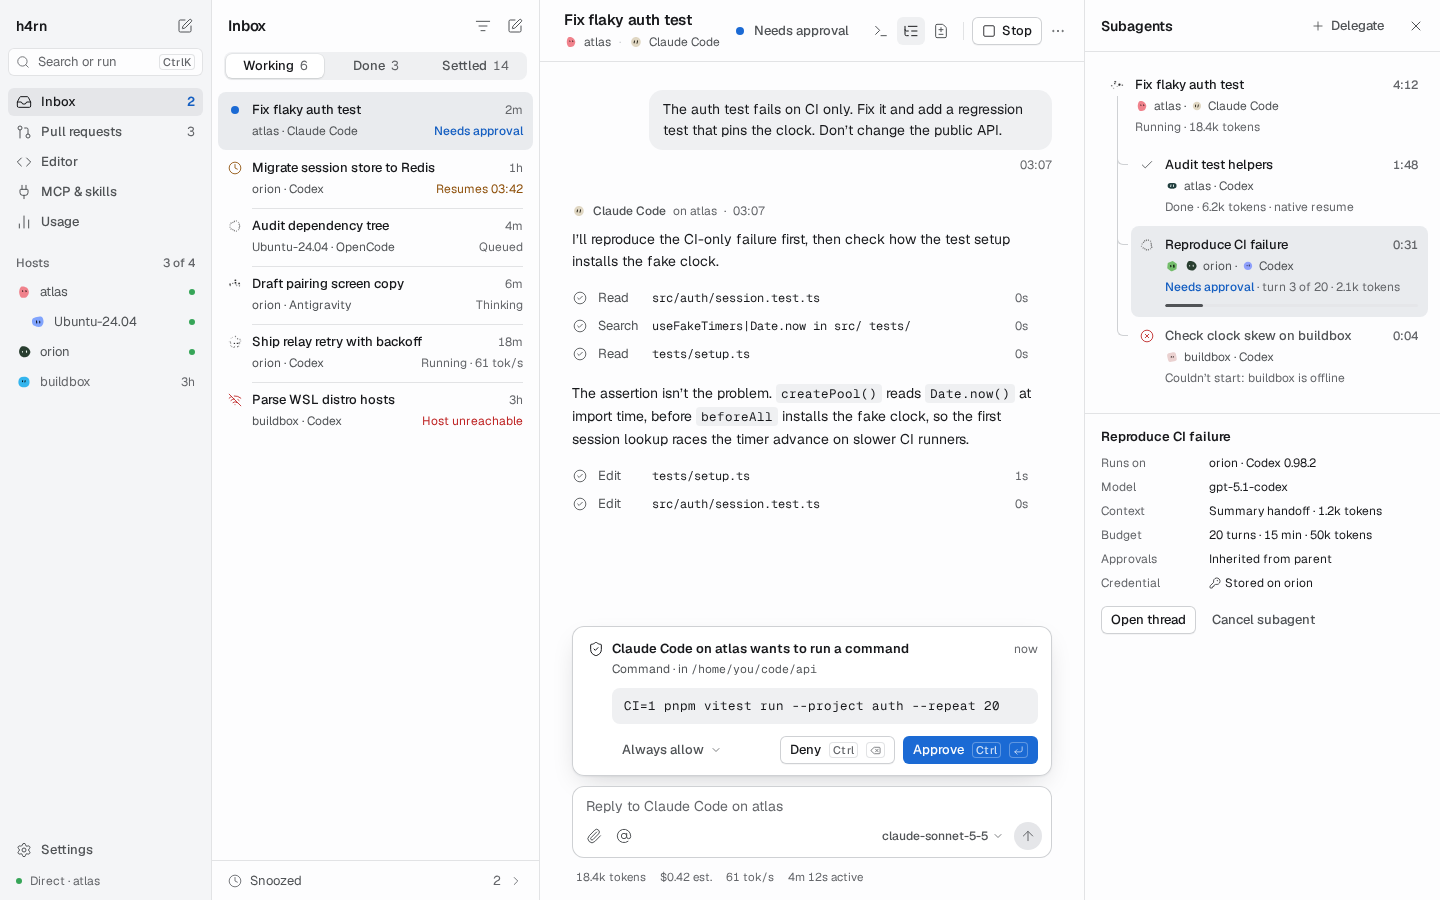 h4rn
Search or run CtrlK
Inbox 2
Pull requests 3
Editor
MCP & skills
Usage
Hosts 3 of 4
atlas
Ubuntu-24.04
orion
buildbox 3h
Settings
Direct · atlas
Inbox
Working 6 Done 3 Settled 14
Fix flaky auth test 2m
atlas · Claude Code Needs approval
Migrate session store to Redis 1h
orion · Codex Resumes 03:42
Audit dependency tree 4m
Ubuntu-24.04 · OpenCode Queued
Draft pairing screen copy 6m
orion · Antigravity Thinking
Ship relay retry with backoff 18m
orion · Codex Running · 61 tok/s
Parse WSL distro hosts 3h
buildbox · Codex Host unreachable
Snoozed 2
Fix flaky auth test
atlas · Claude Code
Needs approval
Stop
The auth test fails on CI only. Fix it and add a regression
test that pins the clock. Don’t change the public API.
03:07
Claude Code on atlas · 03:07
I’ll reproduce the CI-only failure first, then check how the test setup
installs the fake clock.
Read src/auth/session.test.ts 0s
Search useFakeTimers|Date.now in src/ tests/ 0s
Read tests/setup.ts 0s
The assertion isn’t the problem. createPool() reads Date.now() at
import time, before beforeAll installs the fake clock, so the first
session lookup races the timer advance on slower CI runners.
Edit tests/setup.ts 1s
Edit src/auth/session.test.ts 0s
Claude Code on atlas wants to run a command now
Command · in /home/you/code/api
CI=1 pnpm vitest run --project auth --repeat 20
Always allow Deny Ctrl Approve Ctrl
Reply to Claude Code on atlas
claude-sonnet-5-5
18.4k tokens $0.42 est. 61 tok/s 4m 12s active
Subagents Delegate
Fix flaky auth test 4:12
atlas · Claude Code
Running · 18.4k tokens
Audit test helpers 1:48
atlas · Codex
Done · 6.2k tokens · native resume
Reproduce CI failure 0:31
orion · Codex
Needs approval · turn 3 of 20 · 2.1k tokens
Check clock skew on buildbox 0:04
buildbox · Codex
Couldn’t start: buildbox is offline
Reproduce CI failure
Runs on orion · Codex 0.98.2
Model gpt-5.1-codex
Context Summary handoff · 1.2k tokens
Budget 20 turns · 15 min · 50k tokens
Approvals Inherited from parent
Credential Stored on orion
Open thread Cancel subagent